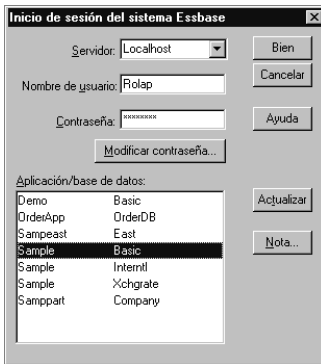 Inicio de sesión del sistema Essbase
Servidor: Localhost Bien
Nombre de usuario: Rolap Cancelar
Contraseña: ******** Ayuda
Modificar contraseña...
Aplicación/base de datos:
Demo Basic Actualizar
OrderApp OrderDB
Sampeast East
Sample Basic Nota...
Sample Interntl
Sample Xchgrate
Samppart Company